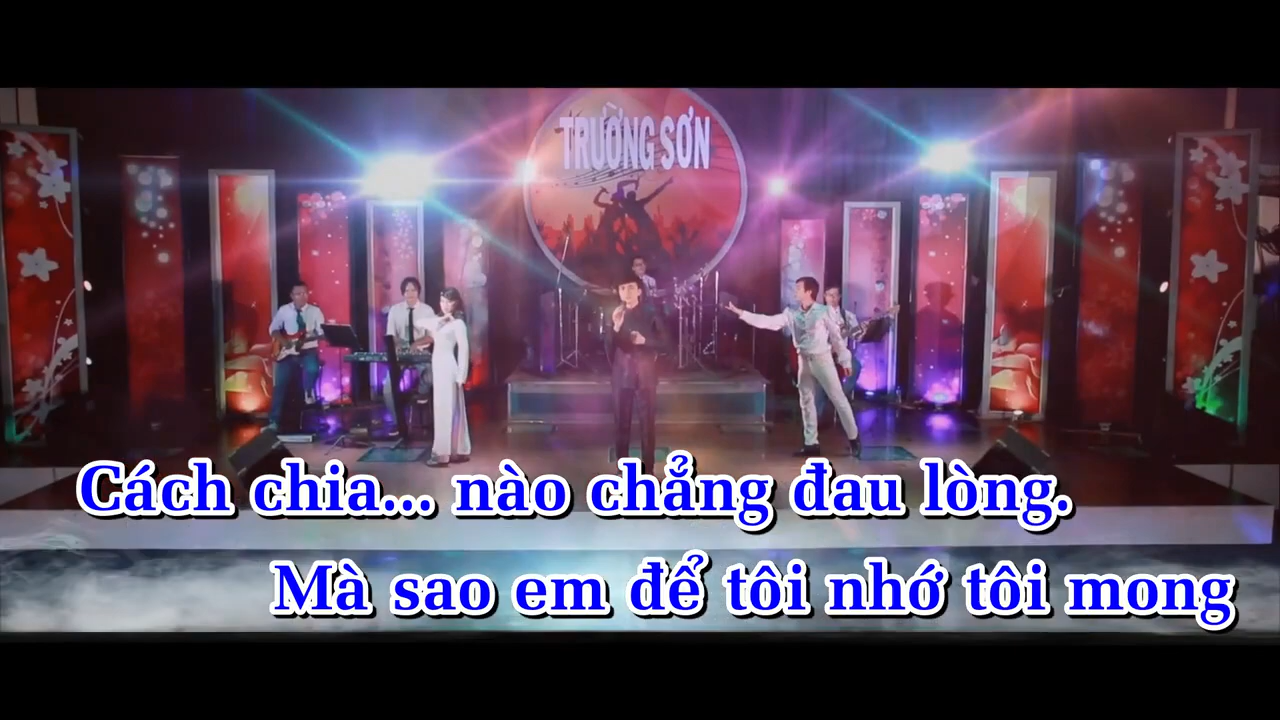 TRƯỜNG SƠN
Cách chia... nào chẳng đau lòng.
Mà sao em để tôi nhớ tôi mong